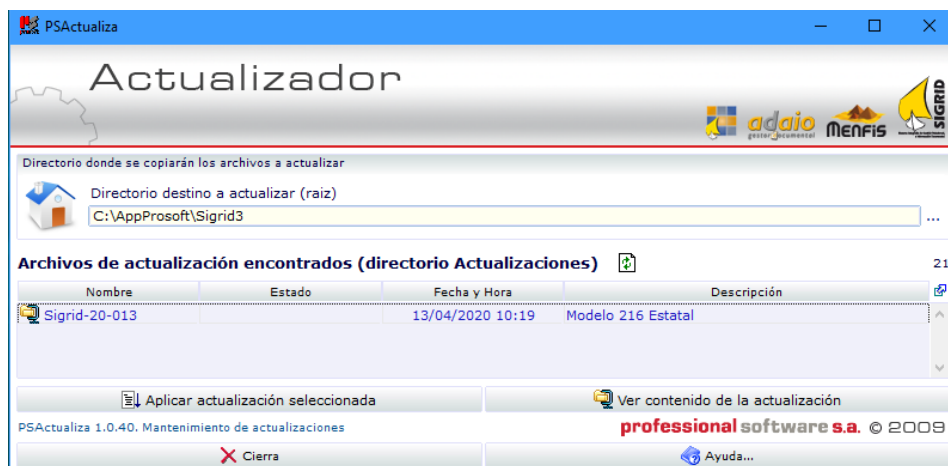 PSActualiza
Actualizador
adaio
gestor documental
MENFIS
SIGRID
Directorio donde se copiarán los archivos a actualizar
Directorio destino a actualizar (raiz)
C:\AppProsoft\Sigrid3
...
Archivos de actualización encontrados (directorio Actualizaciones)
21
Nombre Estado Fecha y Hora Descripción
Sigrid-20-013 13/04/2020 10:19 Modelo 216 Estatal
Aplicar actualización seleccionada
Ver contenido de la actualización
PSActualiza 1.0.40. Mantenimiento de actualizaciones
professional software s.a. © 2009
Cierra
Ayuda...